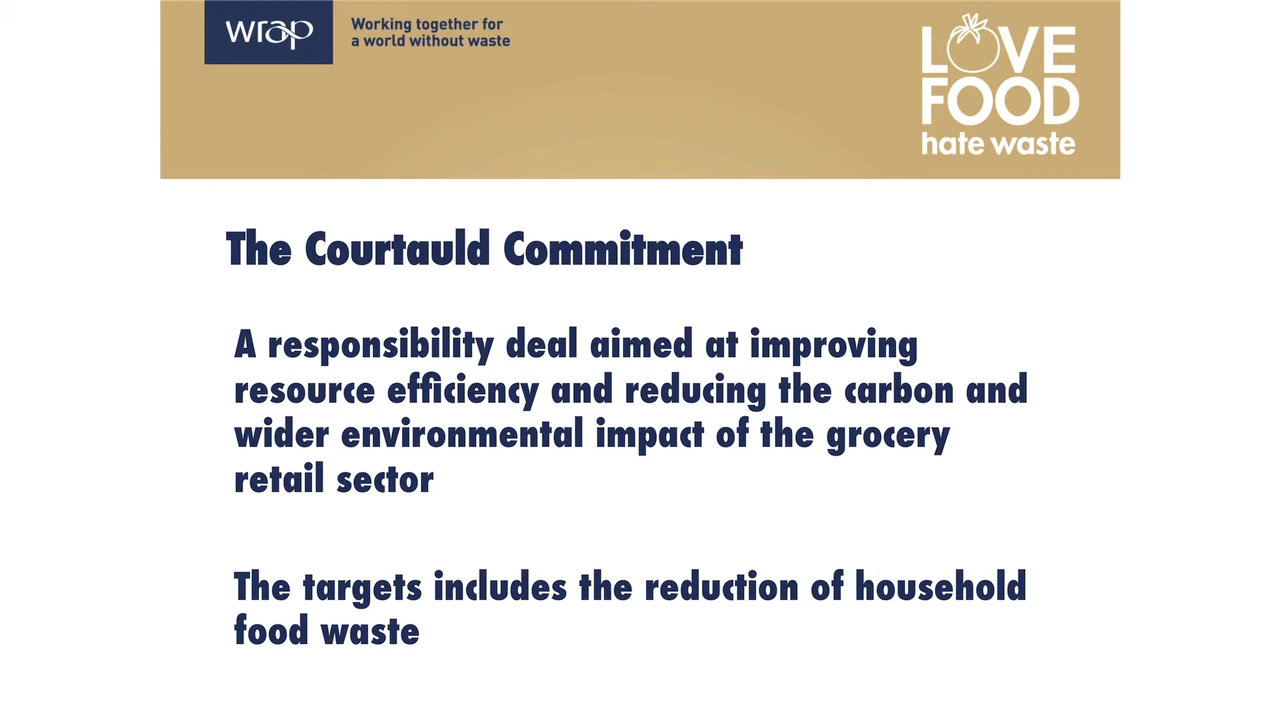 wrap
Working together for
a world without waste
LOVE
FOOD
hate waste
The Courtauld Commitment
A responsibility deal aimed at improving
resource efficiency and reducing the carbon and
wider environmental impact of the grocery
retail sector
The targets includes the reduction of household
food waste